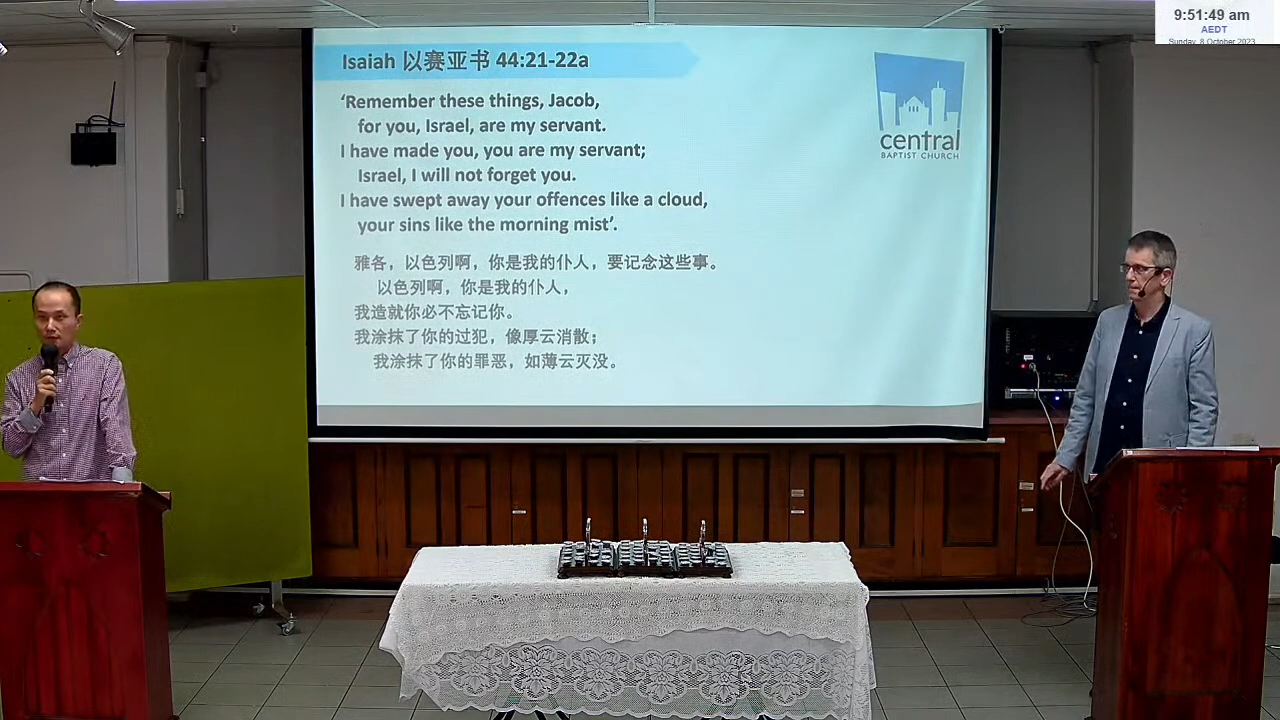 9:51:49 am
AEDT
Sunday, 8 October 2023
Isaiah 以赛亚书 44:21-22a
‘Remember these things, Jacob,
for you, Israel, are my servant.
I have made you, you are my servant;
Israel, I will not forget you.
I have swept away your offences like a cloud,
your sins like the morning mist’.
雅各，以色列啊，你是我的仆人，要记念这些事。
以色列啊，你是我的仆人，
我造就你必不忘记你。
我涂抹了你的过犯，像厚云消散；
我涂抹了你的罪恶，如薄云灭没。
central
BAPTIST CHURCH